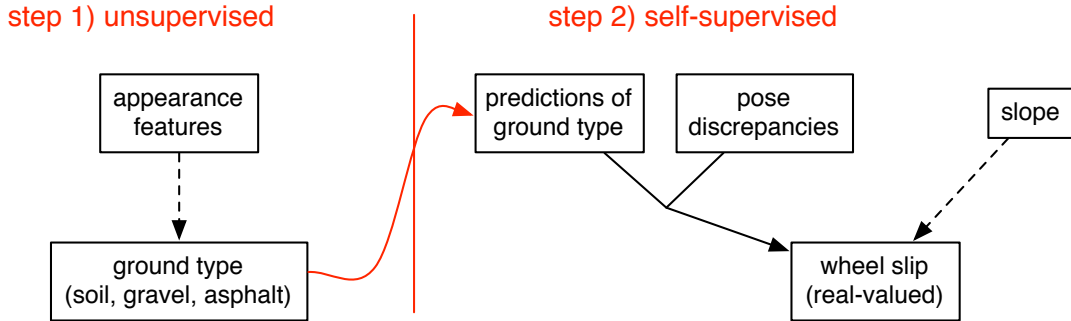 step 1) unsupervised
step 2) self-supervised
appearance
features
predictions of
ground type
pose
discrepancies
slope
ground type
(soil, gravel, asphalt)
wheel slip
(real-valued)